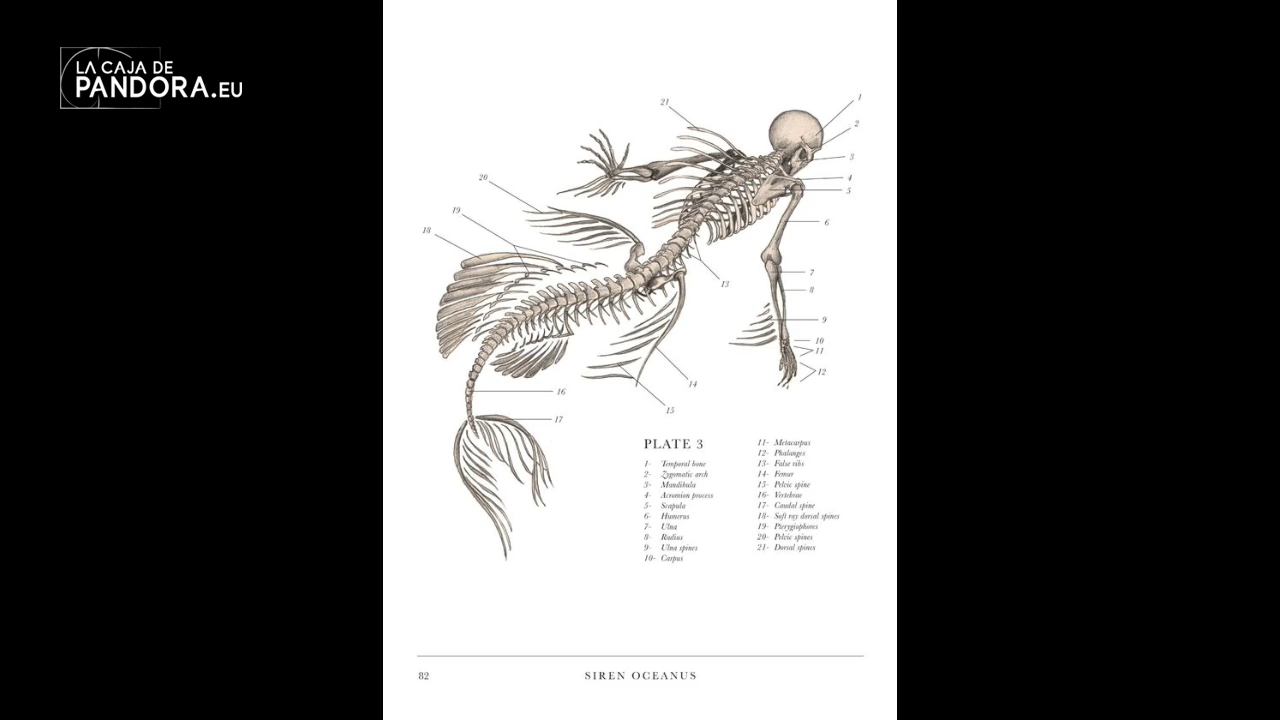 LA CAJA DE
PANDORA.EU
21
1
2
3
4
5
6
20
19
18
13
7
8
9
10
11
12
14
15
16
17
PLATE 3
1- Temporal bone
2- Zygomatic arch
3- Mandibula
4- Acromion process
5- Scapula
6- Humerus
7- Ulna
8- Radius
9- Ulna spines
10- Carpus
11- Metacarpus
12- Phalanges
13- False ribs
14- Femur
15- Pelvic spine
16- Vertebrae
17- Caudal spine
18- Soft ray dorsal spines
19- Pterygiophores
20- Pelvic spines
21- Dorsal spines
82
SIREN OCEANUS